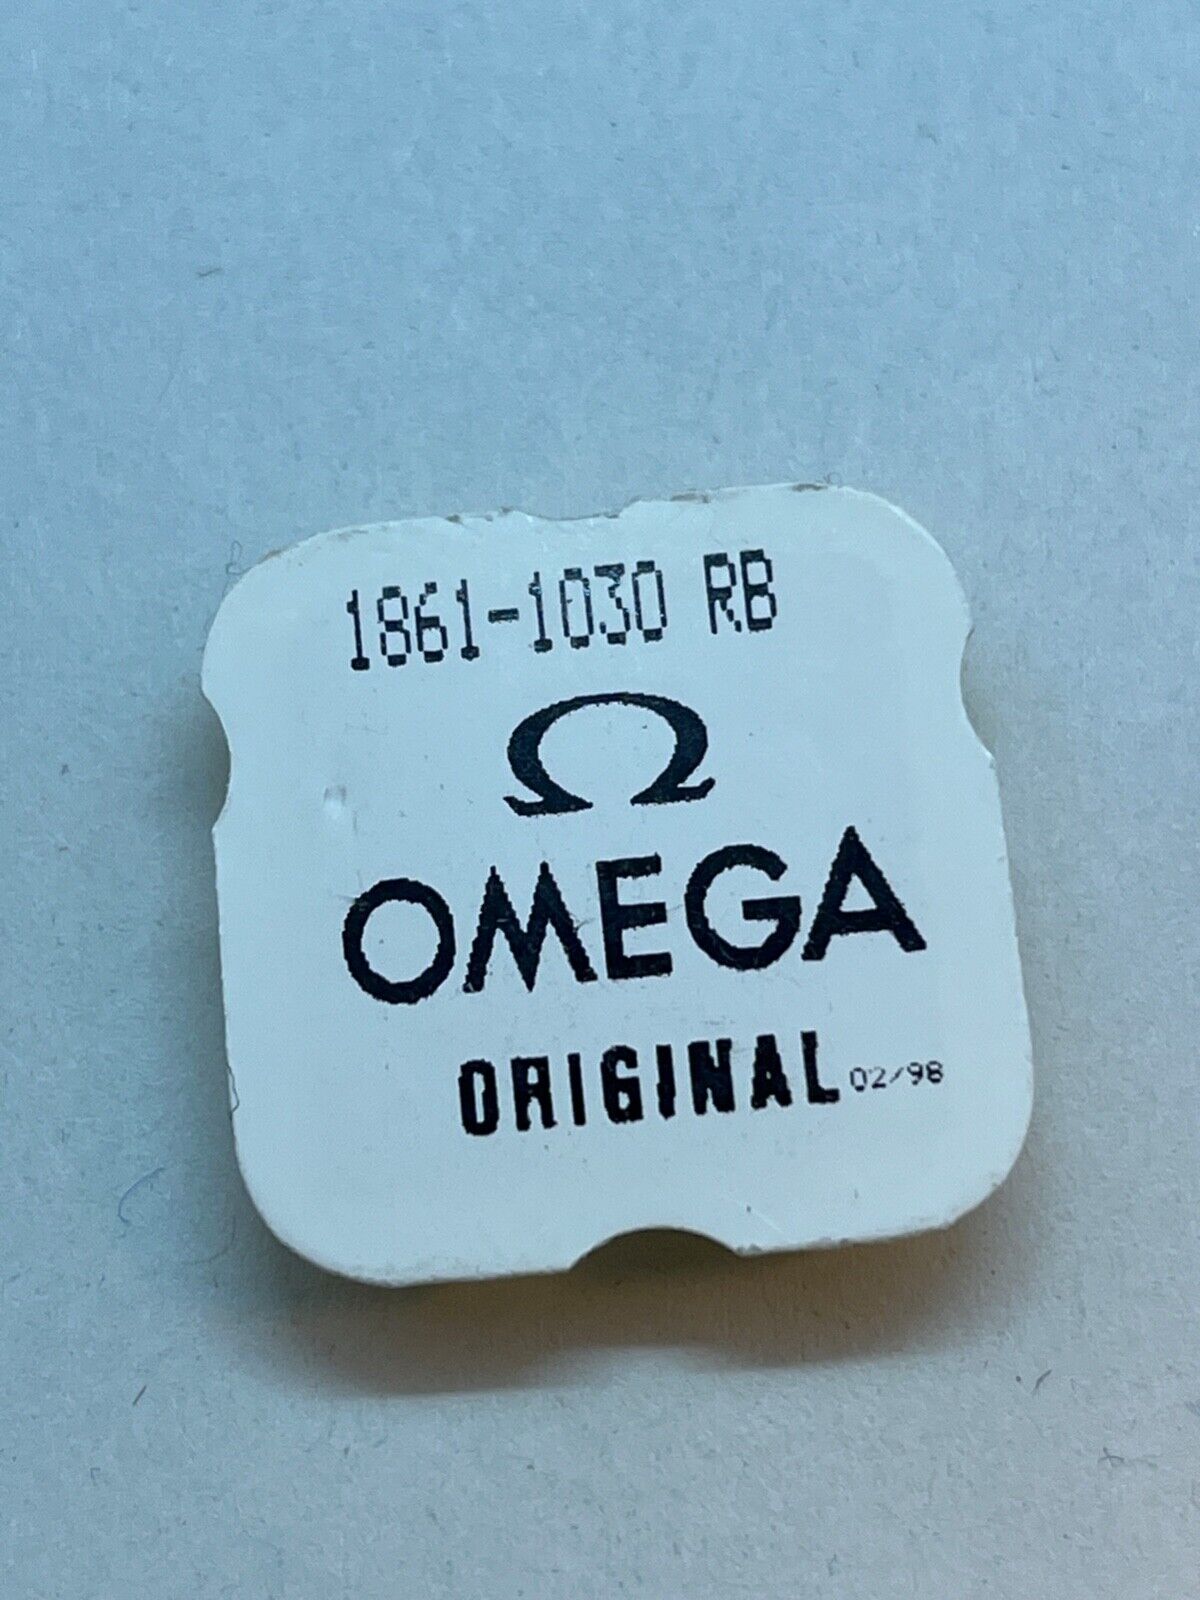 1861-1030 RB
Ω
OMEGA
ORIGINAL 02/98